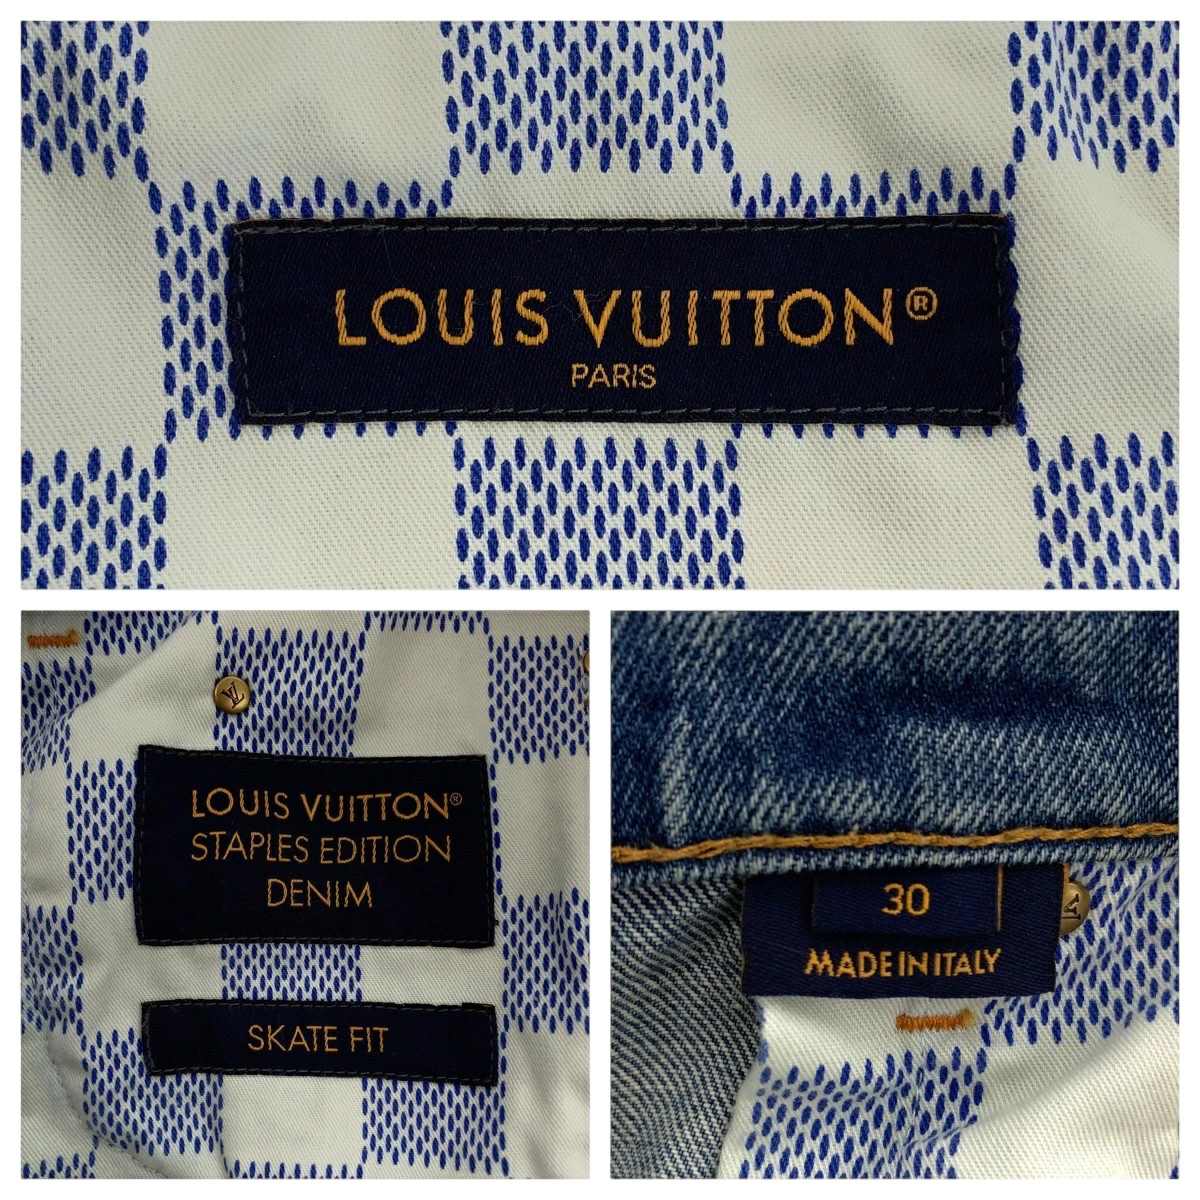 LOUIS VUITTON®
PARIS
LOUIS VUITTON®
STAPLES EDITION
DENIM
SKATE FIT
30
MADE IN ITALY